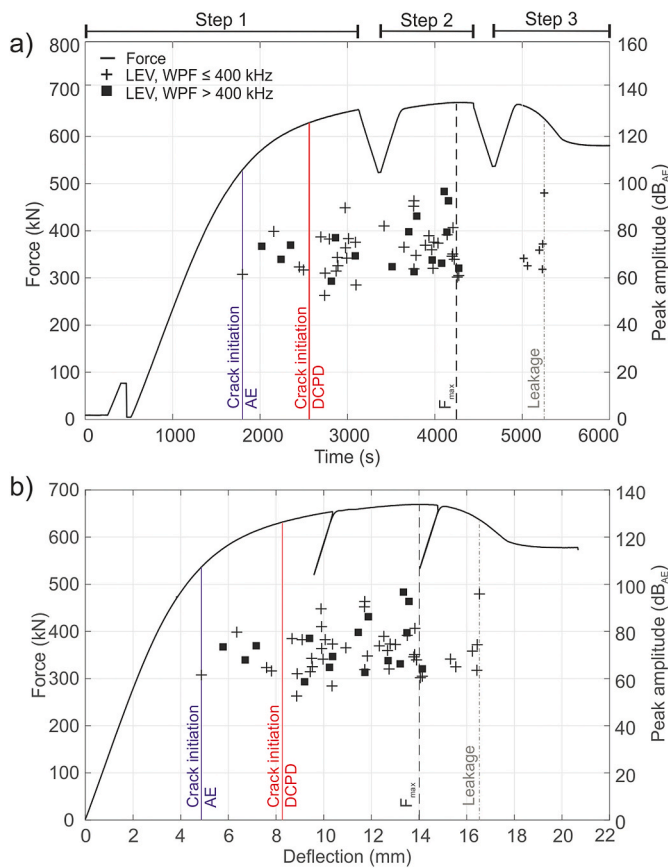 Step 1 Step 2 Step 3
a)
800 160
Force
LEV, WPF ≤ 400 kHz
LEV, WPF > 400 kHz
700 140
600 120
500 100
400 80
300 60
200 40
100 20
0 0
Force (kN)
Peak amplitude (dBAE)
Crack initiation
AE
Crack initiation
DCPD
Fmax
Leakage
0 1000 2000 3000 4000 5000 6000
Time (s)
b)
700 140
600 120
500 100
400 80
300 60
200 40
100 20
0 0
Force (kN)
Peak amplitude (dBAE)
Crack initiation
AE
Crack initiation
DCPD
Fmax
Leakage
0 2 4 6 8 10 12 14 16 18 20 22
Deflection (mm)